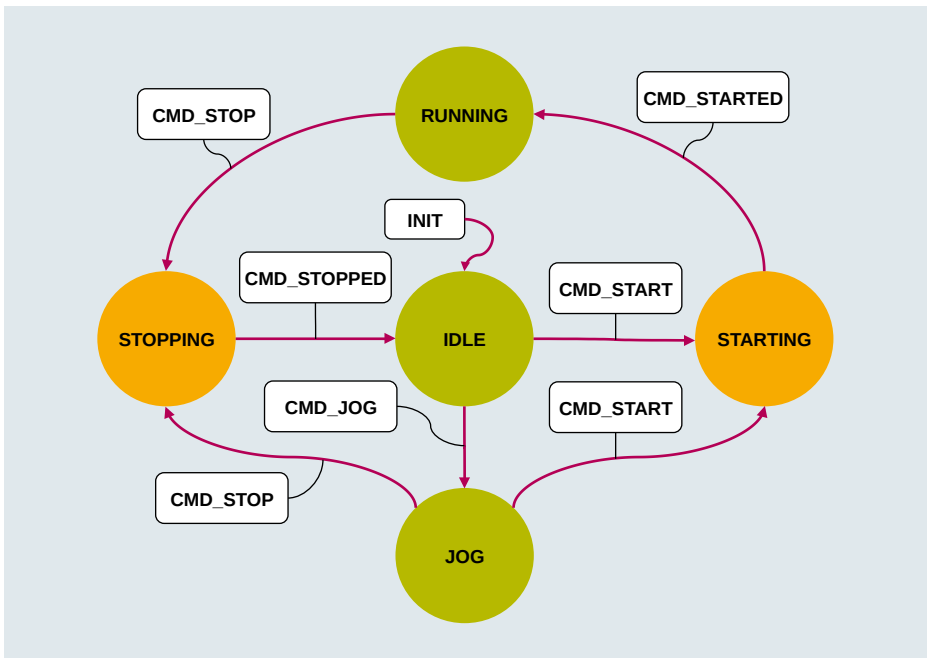 RUNNING
CMD_STARTED
CMD_STOP
INIT
CMD_STOPPED
CMD_START
STOPPING
IDLE
STARTING
CMD_JOG
CMD_START
CMD_STOP
JOG